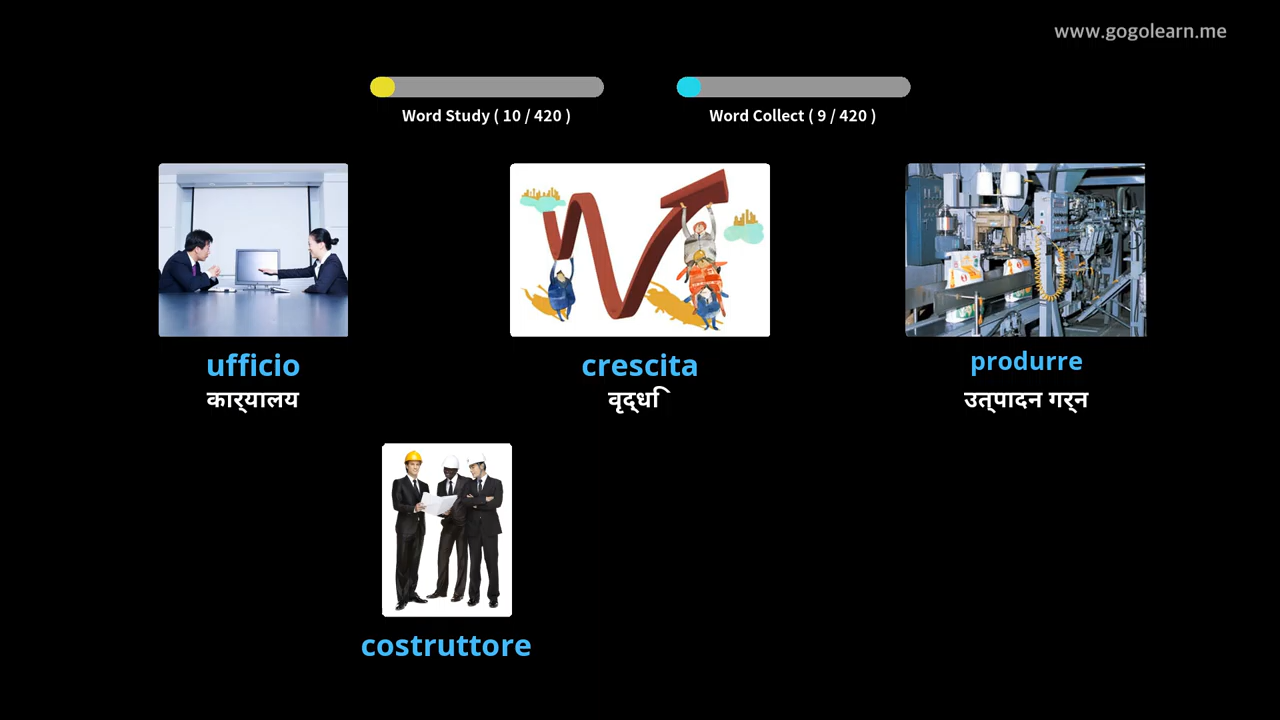 www.gogolearn.me
Word Study ( 10 / 420 )
Word Collect ( 9 / 420 )
ufficio
crescita
produrre
कार्यालय
वृद्धि
उत्पादन गर्न
costruttore